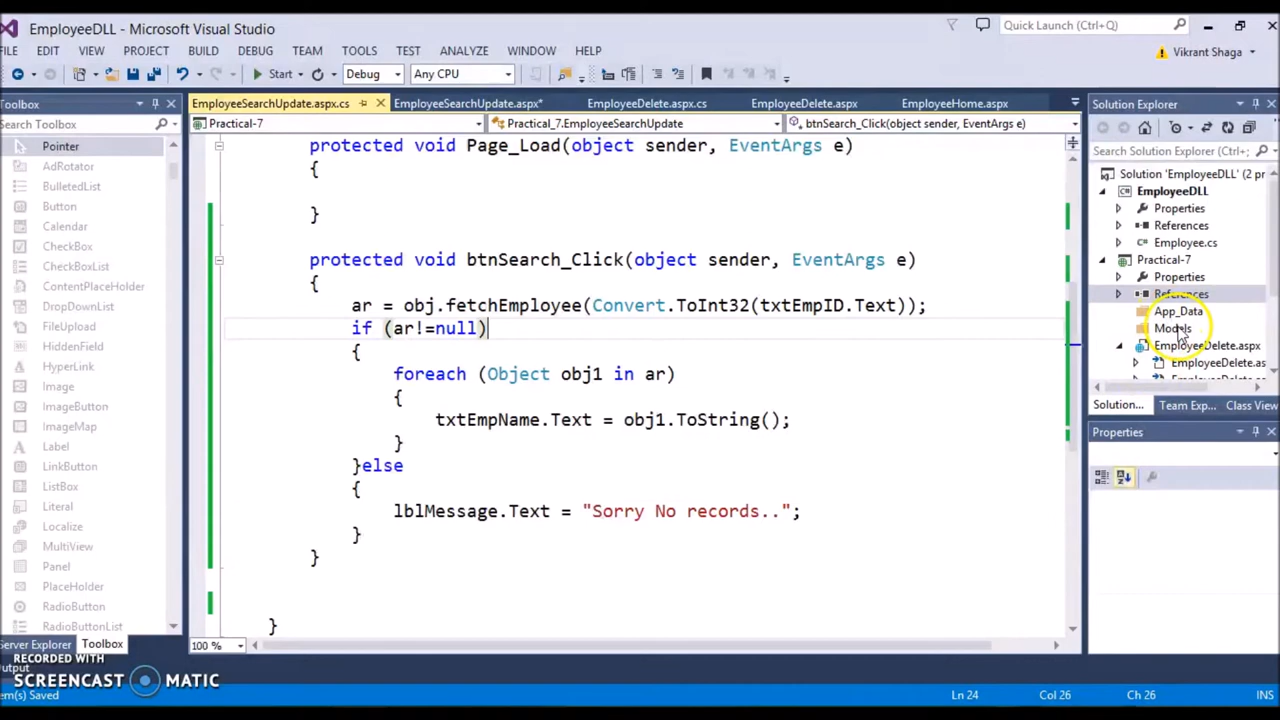 EmployeeDLL - Microsoft Visual Studio
Quick Launch (Ctrl+Q)
FILE EDIT VIEW PROJECT BUILD DEBUG TEAM TOOLS TEST ANALYZE WINDOW HELP
Vikrant Shaga
Start Debug Any CPU
Toolbox
Search Toolbox
Pointer
AdRotator
BulletedList
Button
Calendar
CheckBox
CheckBoxList
ContentPlaceHolder
DropDownList
FileUpload
HiddenField
HyperLink
Image
ImageButton
ImageMap
Label
LinkButton
ListBox
Literal
Localize
MultiView
Panel
PlaceHolder
RadioButton
RadioButtonList
Server Explorer Toolbox
EmployeeSearchUpdate.aspx.cs EmployeeSearchUpdate.aspx* EmployeeDelete.aspx.cs EmployeeDelete.aspx EmployeeHome.aspx
Practical-7 Practical_7.EmployeeSearchUpdate btnSearch_Click(object sender, EventArgs e)
protected void Page_Load(object sender, EventArgs e)
{
}
protected void btnSearch_Click(object sender, EventArgs e)
{
ar = obj.fetchEmployee(Convert.ToInt32(txtEmpID.Text));
if (ar!=null)
{
foreach (Object obj1 in ar)
{
txtEmpName.Text = obj1.ToString();
}
}else
{
lblMessage.Text = "Sorry No records..";
}
}
}
100 %
Solution Explorer
Search Solution Explorer (Ctrl+;
Solution 'EmployeeDLL' (2 pr
EmployeeDLL
Properties
References
Employee.cs
Practical-7
Properties
References
App_Data
Models
EmployeeDelete.aspx
EmployeeDelete.as
EmployeeDelete.as
Solution... Team Exp... Class View
Properties
Output
RECORDED WITH
SCREENCAST MATIC
em(s) Saved Ln 24 Col 26 Ch 26 INS